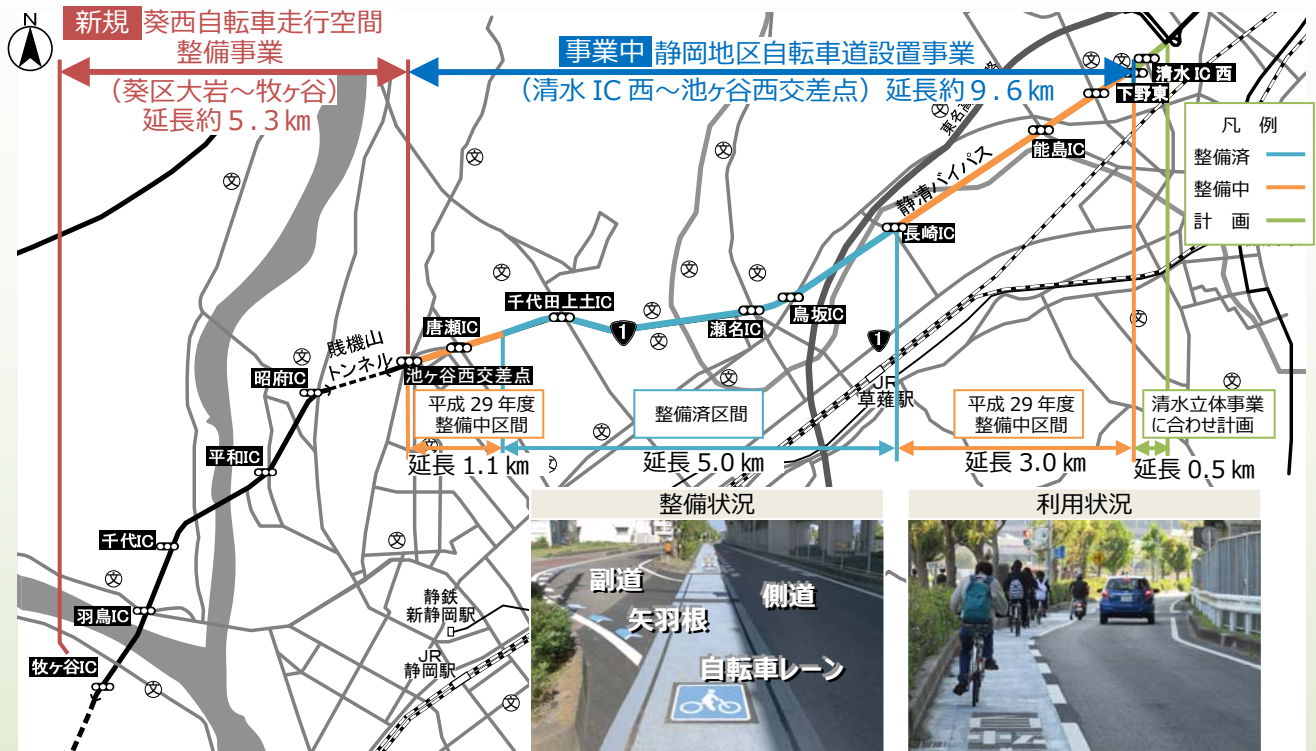 N
新規 葵西自転車走行空間
整備事業
(葵区大岩~牧ヶ谷)
延長約5.3km
事業中 静岡地区自転車道設置事業
(清水IC西~池ヶ谷西交差点) 延長約9.6km
凡 例
整備済
整備中
計 画
清水IC西
下野東
能島IC
静清バイパス
長崎IC
鳥坂IC
瀬名IC
千代田上土IC
唐瀬IC
池ヶ谷西交差点
賤機山
トンネル
昭府IC
平和IC
千代IC
羽鳥IC
牧ヶ谷IC
1
1
JR
草薙駅
静鉄
新静岡駅
JR
静岡駅
平成29年度
整備中区間
延長1.1km
整備済区間
延長5.0km
平成29年度
整備中区間
延長3.0km
清水立体事業
に合わせ計画
延長0.5km
整備状況
副道
矢羽根
側道
自転車レーン
利用状況